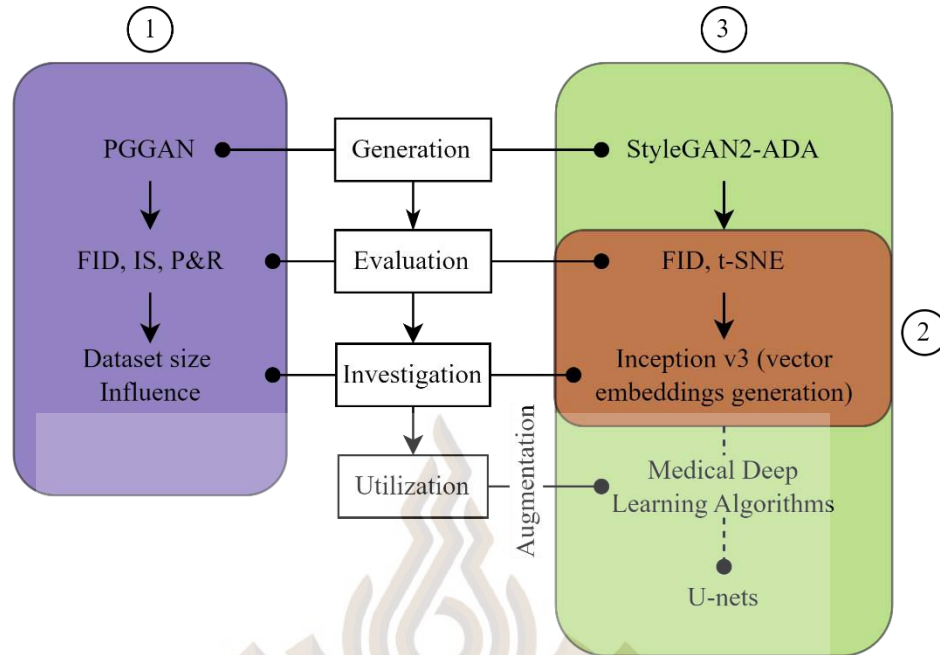 1
3
PGGAN
Generation
StyleGAN2-ADA
FID, IS, P&R
Evaluation
FID, t-SNE
2
Dataset size
Influence
Investigation
Inception v3 (vector
embeddings generation)
Utilization
Augmentation
Medical Deep
Learning Algorithms
U-nets